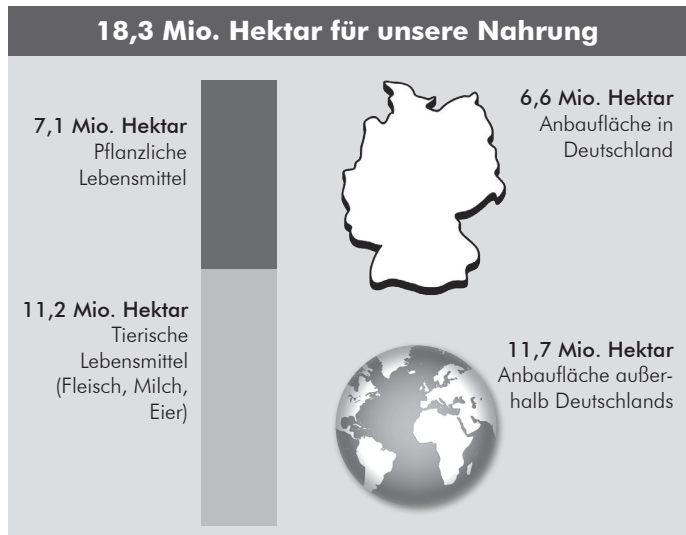 18,3 Mio. Hektar für unsere Nahrung
7,1 Mio. Hektar
Pflanzliche
Lebensmittel
11,2 Mio. Hektar
Tierische
Lebensmittel
(Fleisch, Milch,
Eier)
6,6 Mio. Hektar
Anbaufläche in
Deutschland
11,7 Mio. Hektar
Anbaufläche außer-
halb Deutschlands